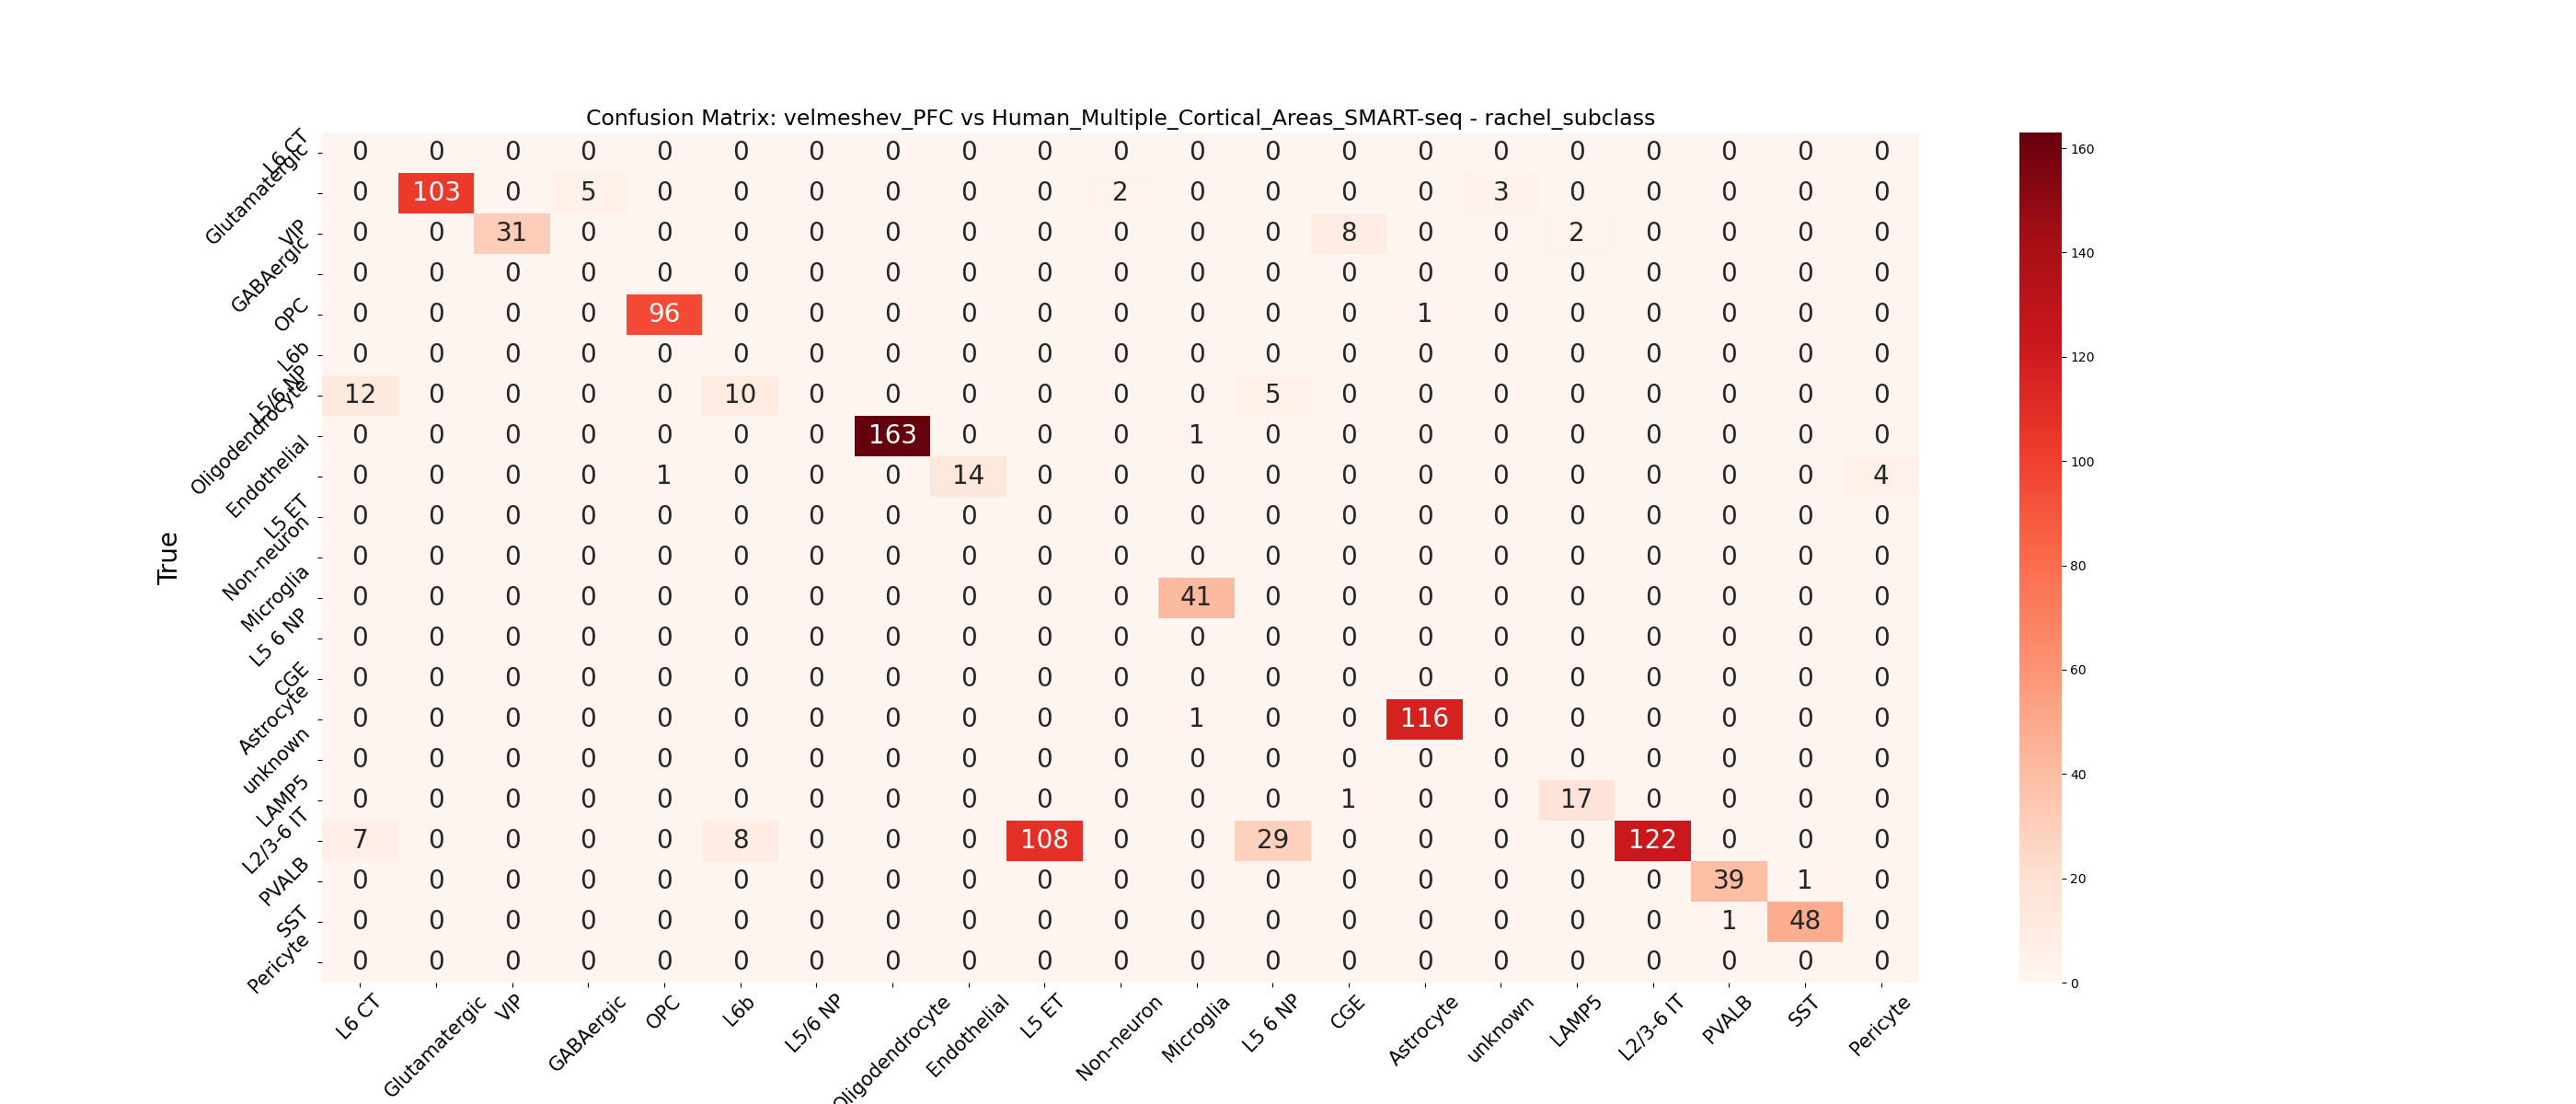 Confusion Matrix: velmeshev_PFC vs Human_Multiple_Cortical_Areas_SMART-seq - rachel_subclass
True
L6 CT 0 0 0 0 0 0 0 0 0 0 0 0 0 0 0 0 0 0 0 0 0
Glutamatergic 0 103 0 5 0 0 0 0 0 0 2 0 0 0 0 3 0 0 0 0 0
VIP 0 0 31 0 0 0 0 0 0 0 0 0 0 8 0 0 2 0 0 0 0
GABAergic 0 0 0 0 0 0 0 0 0 0 0 0 0 0 0 0 0 0 0 0 0
OPC 0 0 0 0 96 0 0 0 0 0 0 0 0 0 1 0 0 0 0 0 0
L6b 0 0 0 0 0 0 0 0 0 0 0 0 0 0 0 0 0 0 0 0 0
L5/6 NP 12 0 0 0 0 10 0 0 0 0 0 0 5 0 0 0 0 0 0 0 0
Oligodendrocyte 0 0 0 0 0 0 0 163 0 0 0 1 0 0 0 0 0 0 0 0 0
Endothelial 0 0 0 0 1 0 0 0 14 0 0 0 0 0 0 0 0 0 0 0 4
L5 ET 0 0 0 0 0 0 0 0 0 0 0 0 0 0 0 0 0 0 0 0 0
Non-neuron 0 0 0 0 0 0 0 0 0 0 0 0 0 0 0 0 0 0 0 0 0
Microglia 0 0 0 0 0 0 0 0 0 0 0 41 0 0 0 0 0 0 0 0 0
L5 6 NP 0 0 0 0 0 0 0 0 0 0 0 0 0 0 0 0 0 0 0 0 0
CGE 0 0 0 0 0 0 0 0 0 0 0 0 0 0 0 0 0 0 0 0 0
Astrocyte 0 0 0 0 0 0 0 0 0 0 0 1 0 0 116 0 0 0 0 0 0
unknown 0 0 0 0 0 0 0 0 0 0 0 0 0 0 0 0 0 0 0 0 0
LAMP5 0 0 0 0 0 0 0 0 0 0 0 0 0 1 0 0 17 0 0 0 0
L2/3-6 IT 7 0 0 0 0 8 0 0 0 108 0 0 29 0 0 0 0 122 0 0 0
PVALB 0 0 0 0 0 0 0 0 0 0 0 0 0 0 0 0 0 0 39 1 0
SST 0 0 0 0 0 0 0 0 0 0 0 0 0 0 0 0 0 0 1 48 0
Pericyte 0 0 0 0 0 0 0 0 0 0 0 0 0 0 0 0 0 0 0 0 0
L6 CT Glutamatergic VIP GABAergic OPC L6b L5/6 NP Oligodendrocyte Endothelial L5 ET Non-neuron Microglia L5 6 NP CGE Astrocyte unknown LAMP5 L2/3-6 IT PVALB SST Pericyte
160
140
120
100
80
60
40
20
0